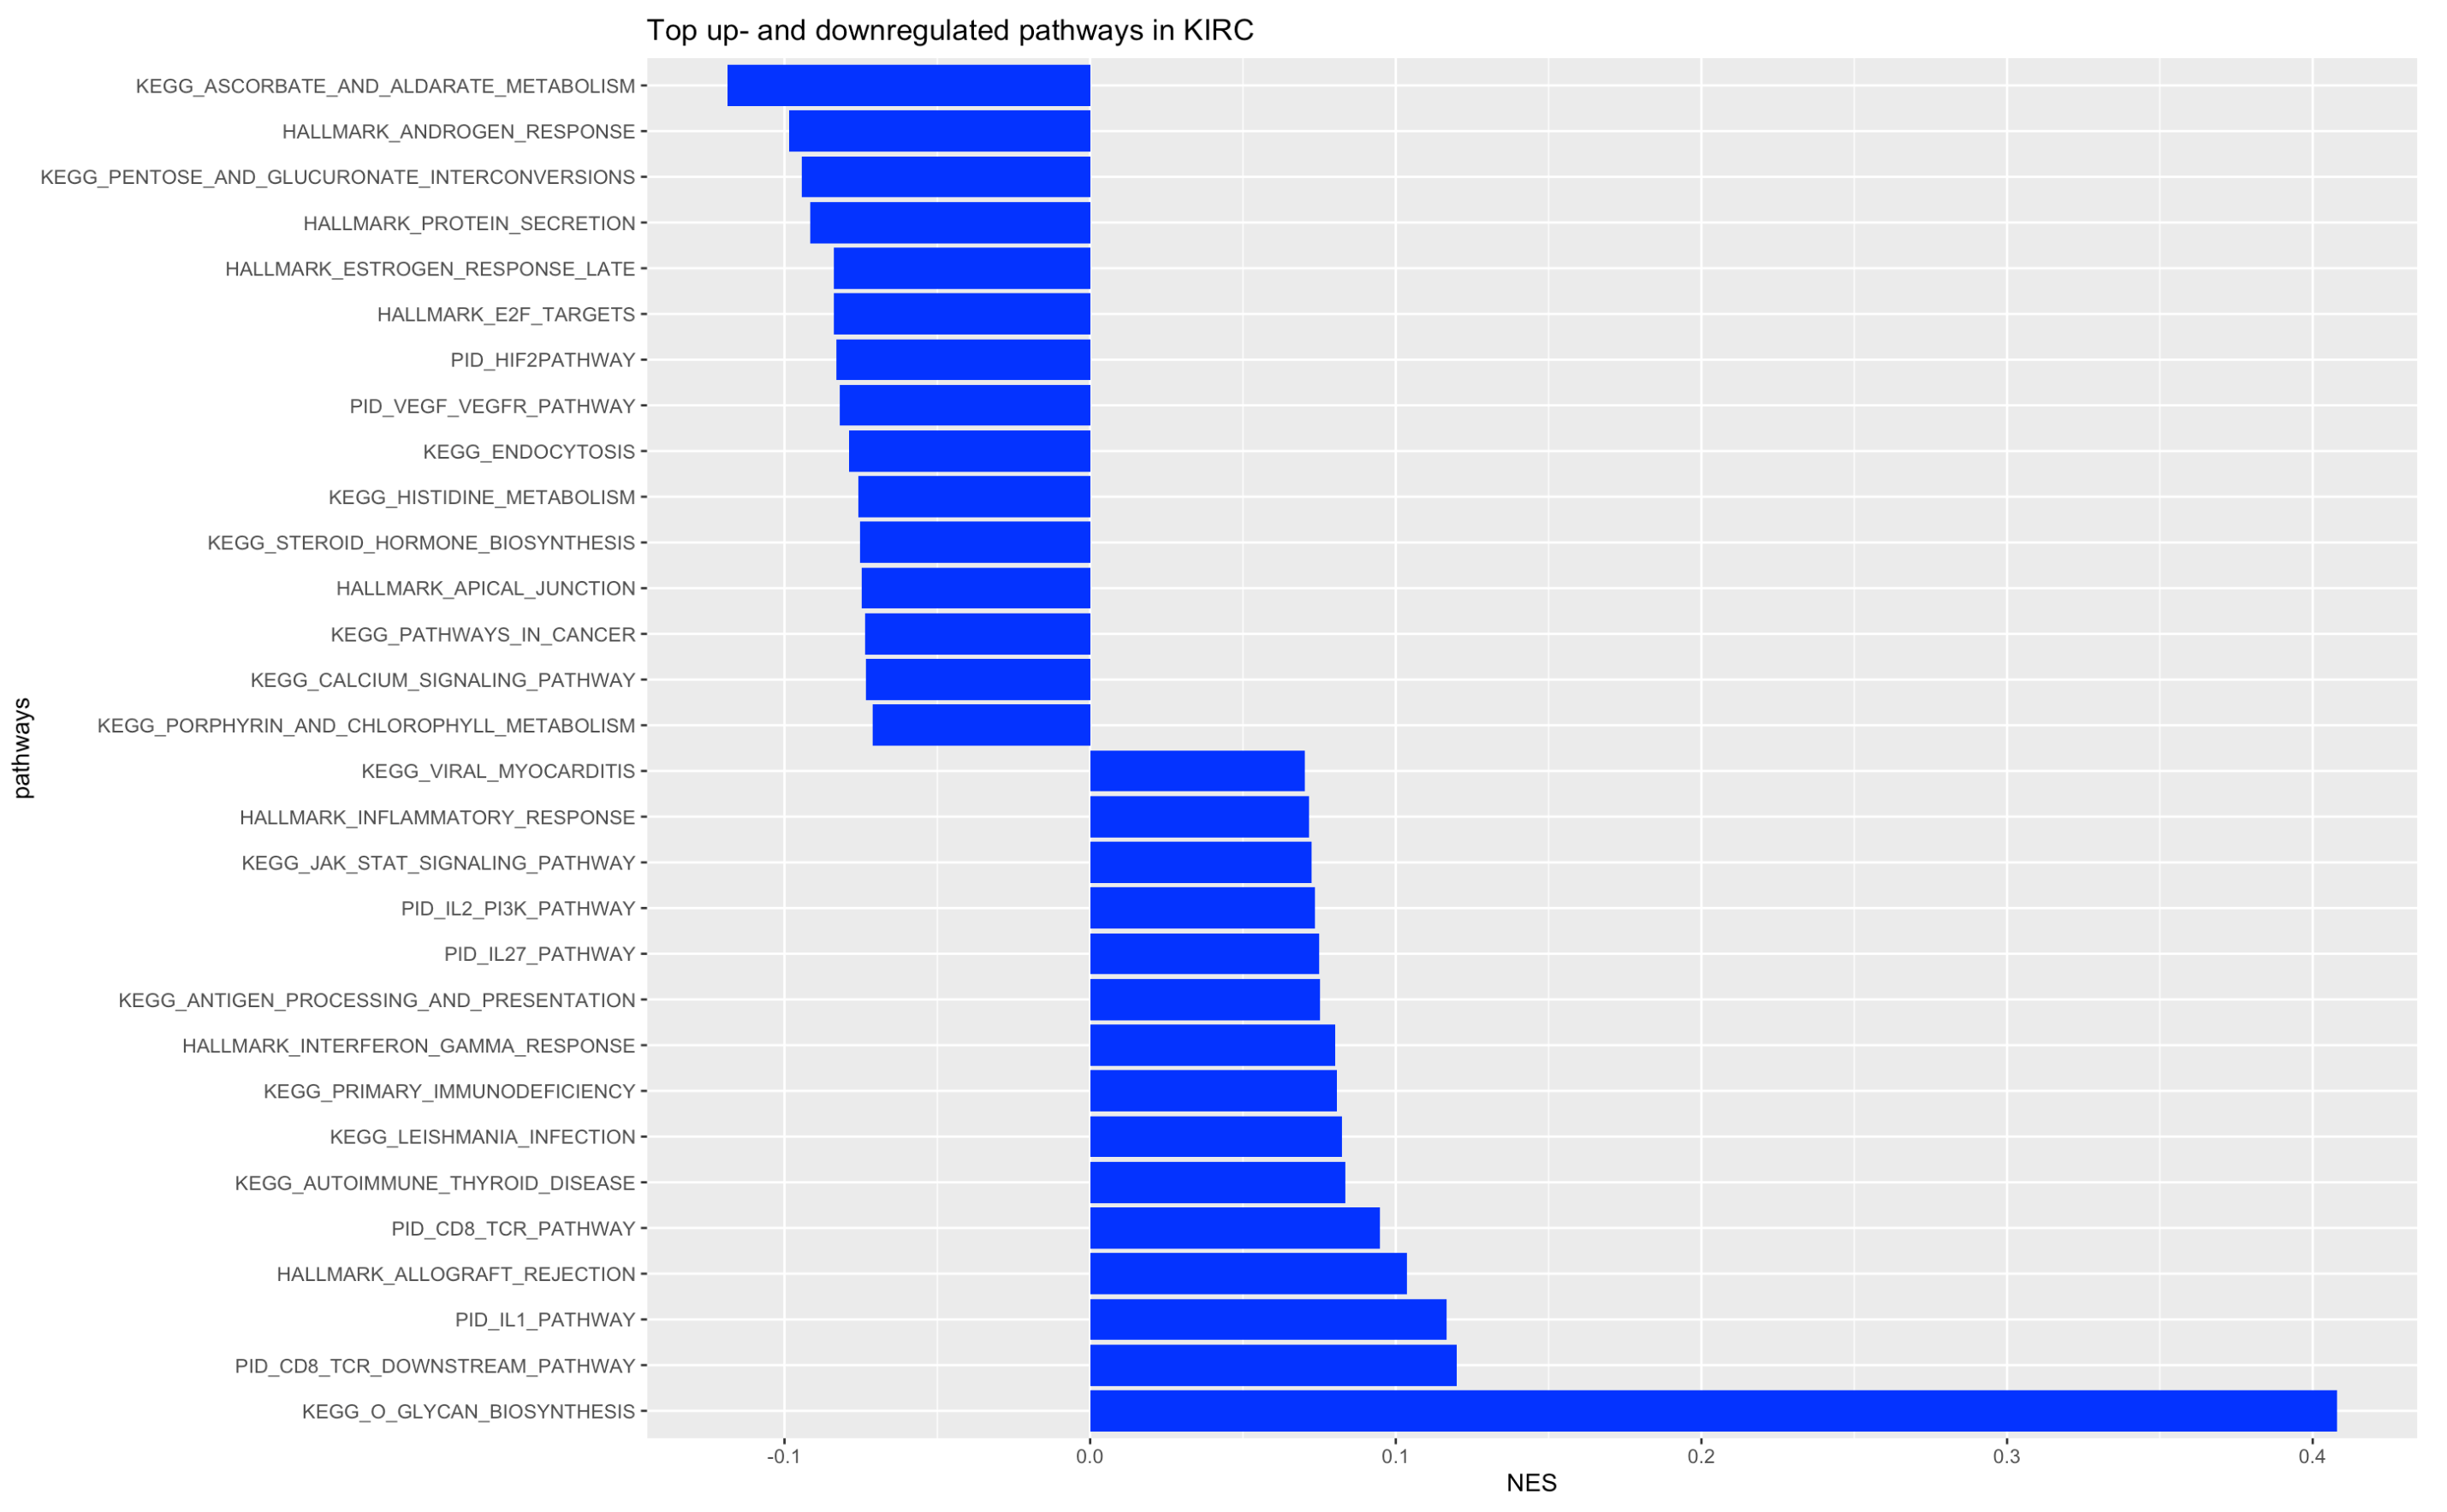 Top up- and downregulated pathways in KIRC
KEGG_ASCORBATE_AND_ALDARATE_METABOLISM
HALLMARK_ANDROGEN_RESPONSE
KEGG_PENTOSE_AND_GLUCURONATE_INTERCONVERSIONS
HALLMARK_PROTEIN_SECRETION
HALLMARK_ESTROGEN_RESPONSE_LATE
HALLMARK_E2F_TARGETS
PID_HIF2PATHWAY
PID_VEGF_VEGFR_PATHWAY
KEGG_ENDOCYTOSIS
KEGG_HISTIDINE_METABOLISM
KEGG_STEROID_HORMONE_BIOSYNTHESIS
HALLMARK_APICAL_JUNCTION
KEGG_PATHWAYS_IN_CANCER
KEGG_CALCIUM_SIGNALING_PATHWAY
KEGG_PORPHYRIN_AND_CHLOROPHYLL_METABOLISM
KEGG_VIRAL_MYOCARDITIS
HALLMARK_INFLAMMATORY_RESPONSE
KEGG_JAK_STAT_SIGNALING_PATHWAY
PID_IL2_PI3K_PATHWAY
PID_IL27_PATHWAY
KEGG_ANTIGEN_PROCESSING_AND_PRESENTATION
HALLMARK_INTERFERON_GAMMA_RESPONSE
KEGG_PRIMARY_IMMUNODEFICIENCY
KEGG_LEISHMANIA_INFECTION
KEGG_AUTOIMMUNE_THYROID_DISEASE
PID_CD8_TCR_PATHWAY
HALLMARK_ALLOGRAFT_REJECTION
PID_IL1_PATHWAY
PID_CD8_TCR_DOWNSTREAM_PATHWAY
KEGG_O_GLYCAN_BIOSYNTHESIS
pathways
-0.1 0.0 0.1 0.2 0.3 0.4
NES